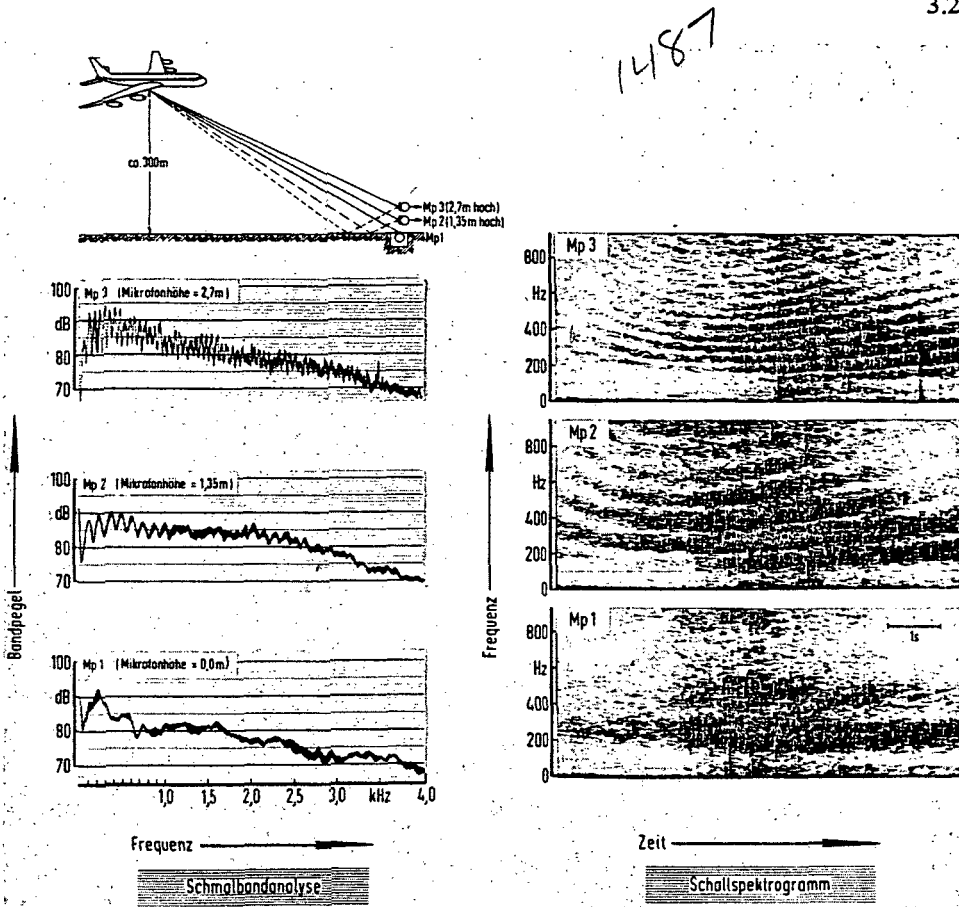 3.2
1487
ca. 300m
Mp 3 (2,7m hoch)
Mp 2 (1,35m hoch)
Mp1
100
dB
80
70
Mp 3 (Mikrofonhöhe = 2,7m)
100
dB
80
70
Mp 2 (Mikrofonhöhe = 1,35m)
100
dB
80
70
Mp 1 (Mikrofonhöhe = 0,0m)
1,0 1,5 2,0 2,5 3,0 kHz 4,0
Bandpegel
Frequenz
Schmalbandanalyse
Mp 3
800
Hz
400
200
0
Mp 2
800
Hz
400
200
0
Mp 1
800
Hz
400
200
0
1s
Frequenz
Zeit
Schallspektrogramm